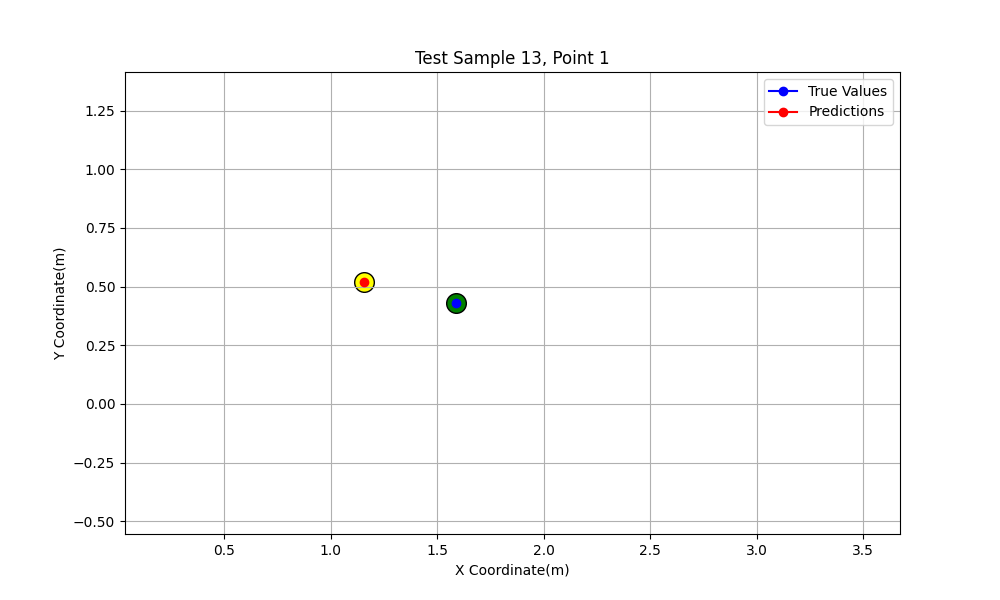 Test Sample 13, Point 1
True Values
Predictions
Y Coordinate(m)
1.25
1.00
0.75
0.50
0.25
0.00
−0.25
−0.50
0.5 1.0 1.5 2.0 2.5 3.0 3.5
X Coordinate(m)